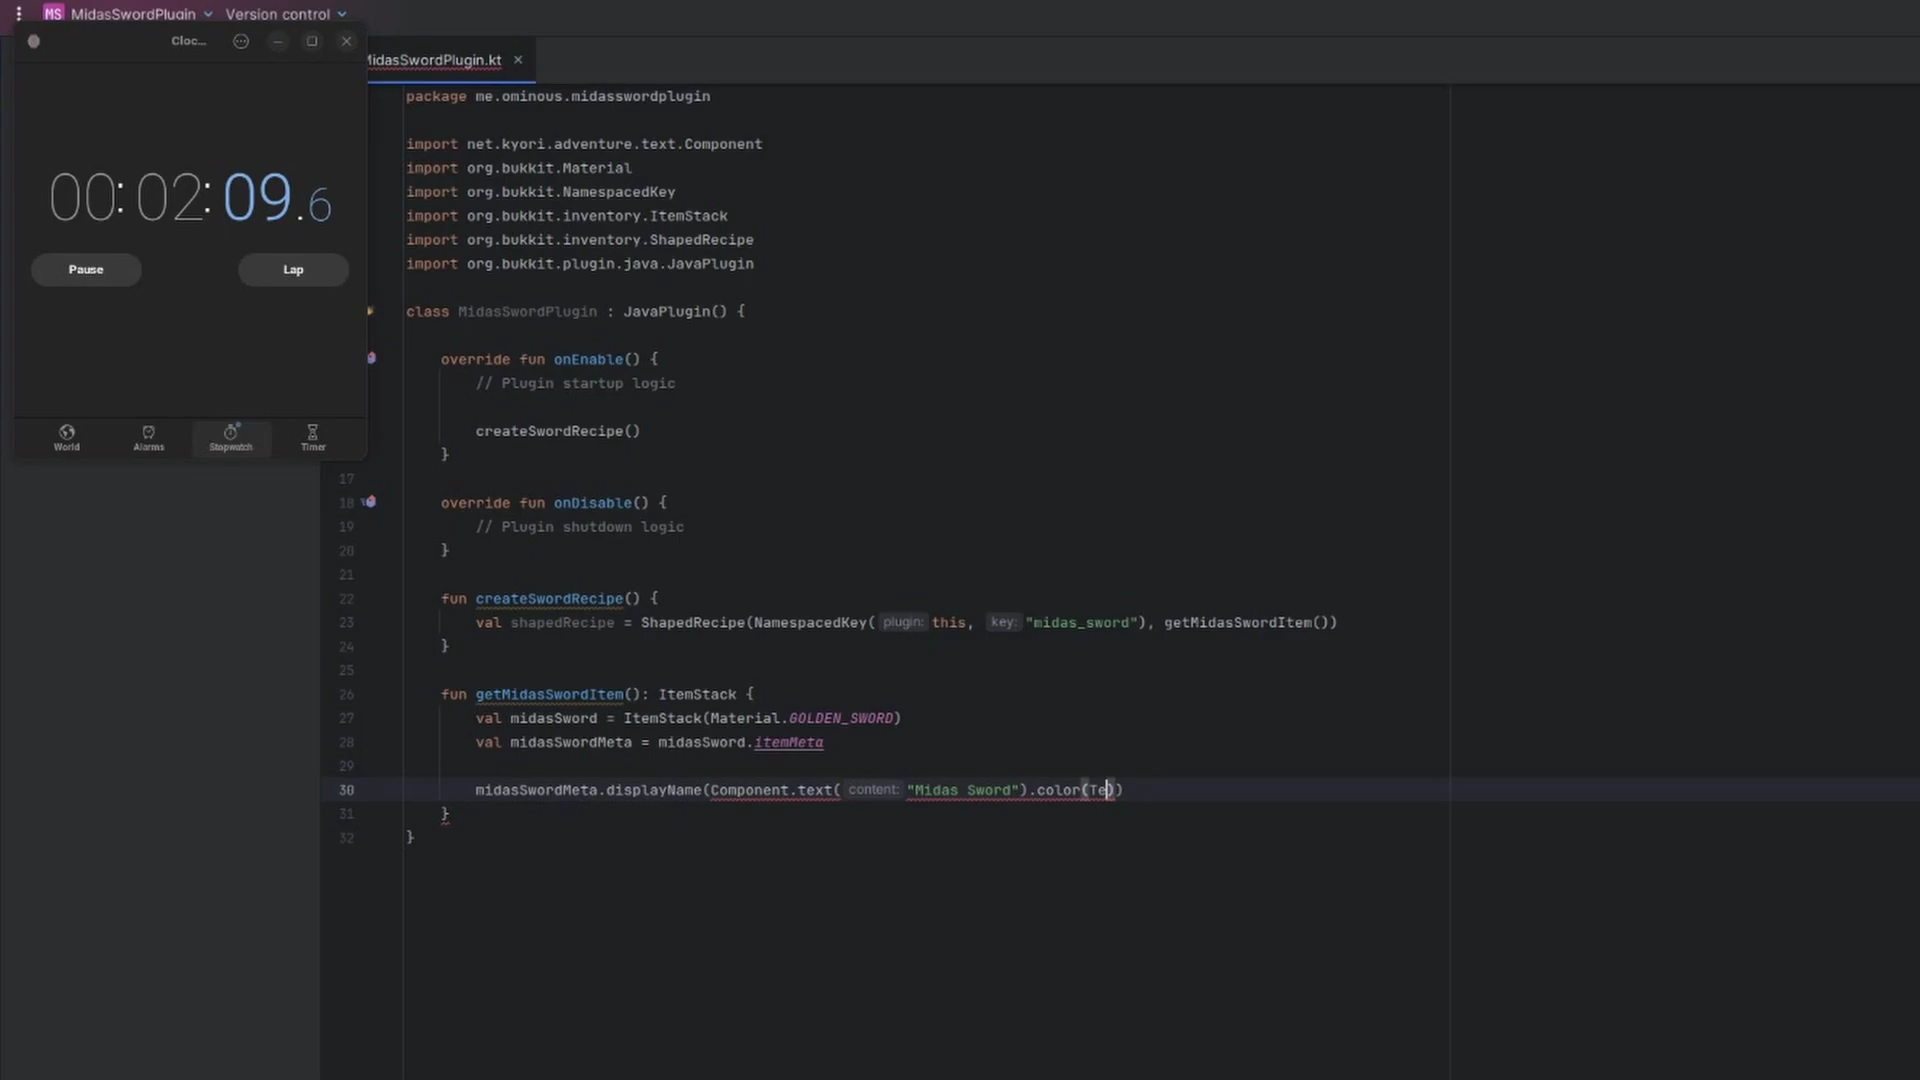 MS MidasSwordPlugin Version control
Cloc...
MidasSwordPlugin.kt
00:02:09.6
Pause Lap
World Alarms Stopwatch Timer
package me.ominous.midasswordplugin
import net.kyori.adventure.text.Component
import org.bukkit.Material
import org.bukkit.NamespacedKey
import org.bukkit.inventory.ItemStack
import org.bukkit.inventory.ShapedRecipe
import org.bukkit.plugin.java.JavaPlugin
class MidasSwordPlugin : JavaPlugin() {
override fun onEnable() {
// Plugin startup logic
createSwordRecipe()
}
17
18 override fun onDisable() {
19 // Plugin shutdown logic
20 }
21
22 fun createSwordRecipe() {
23 val shapedRecipe = ShapedRecipe(NamespacedKey( plugin: this, key: "midas_sword"), getMidasSwordItem())
24 }
25
26 fun getMidasSwordItem(): ItemStack {
27 val midasSword = ItemStack(Material.GOLDEN_SWORD)
28 val midasSwordMeta = midasSword.itemMeta
29
30 midasSwordMeta.displayName(Component.text( content: "Midas Sword").color(Te))
31 }
32 }